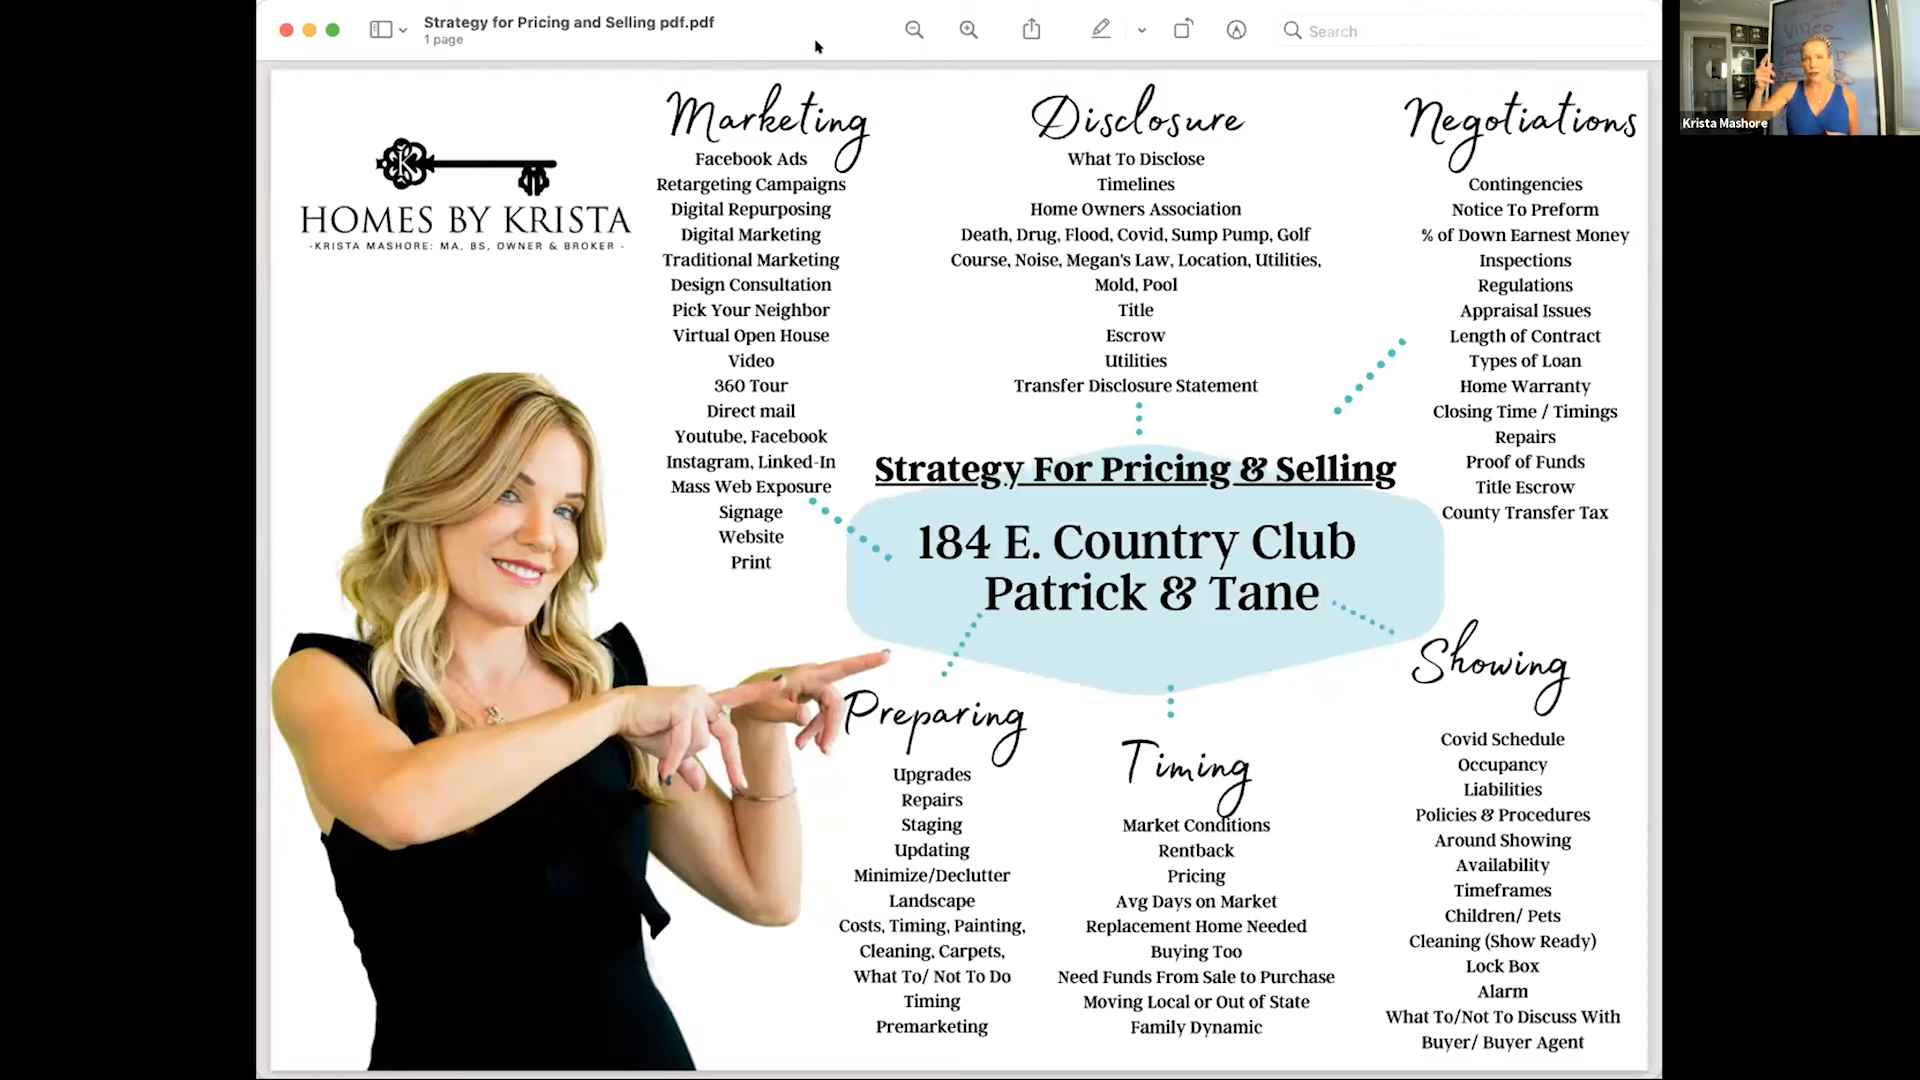 Strategy for Pricing and Selling pdf.pdf
1 page
Search
Krista Mashore
VIDEO
HOMES BY KRISTA
-KRISTA MASHORE: MA, BS, OWNER & BROKER -
Marketing
Facebook Ads
Retargeting Campaigns
Digital Repurposing
Digital Marketing
Traditional Marketing
Design Consultation
Pick Your Neighbor
Virtual Open House
Video
360 Tour
Direct mail
Youtube, Facebook
Instagram, Linked-In
Mass Web Exposure
Signage
Website
Print
Disclosure
What To Disclose
Timelines
Home Owners Association
Death, Drug, Flood, Covid, Sump Pump, Golf
Course, Noise, Megan's Law, Location, Utilities,
Mold, Pool
Title
Escrow
Utilities
Transfer Disclosure Statement
Negotiations
Contingencies
Notice To Preform
% of Down Earnest Money
Inspections
Regulations
Appraisal Issues
Length of Contract
Types of Loan
Home Warranty
Closing Time / Timings
Repairs
Proof of Funds
Title Escrow
County Transfer Tax
Strategy For Pricing & Selling
184 E. Country Club
Patrick & Tane
Preparing
Upgrades
Repairs
Staging
Updating
Minimize/Declutter
Landscape
Costs, Timing, Painting,
Cleaning, Carpets,
What To/ Not To Do
Timing
Premarketing
Timing
Market Conditions
Rentback
Pricing
Avg Days on Market
Replacement Home Needed
Buying Too
Need Funds From Sale to Purchase
Moving Local or Out of State
Family Dynamic
Showing
Covid Schedule
Occupancy
Liabilities
Policies & Procedures
Around Showing
Availability
Timeframes
Children/ Pets
Cleaning (Show Ready)
Lock Box
Alarm
What To/Not To Discuss With
Buyer/ Buyer Agent